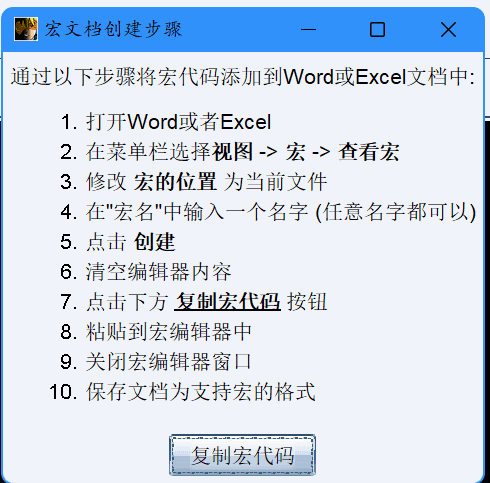 宏文档创建步骤
通过以下步骤将宏代码添加到Word或Excel文档中:
1. 打开Word或者Excel
2. 在菜单栏选择视图 -> 宏 -> 查看宏
3. 修改 宏的位置 为当前文件
4. 在"宏名"中输入一个名字 (任意名字都可以)
5. 点击 创建
6. 清空编辑器内容
7. 点击下方 复制宏代码 按钮
8. 粘贴到宏编辑器中
9. 关闭宏编辑器窗口
10. 保存文档为支持宏的格式
复制宏代码